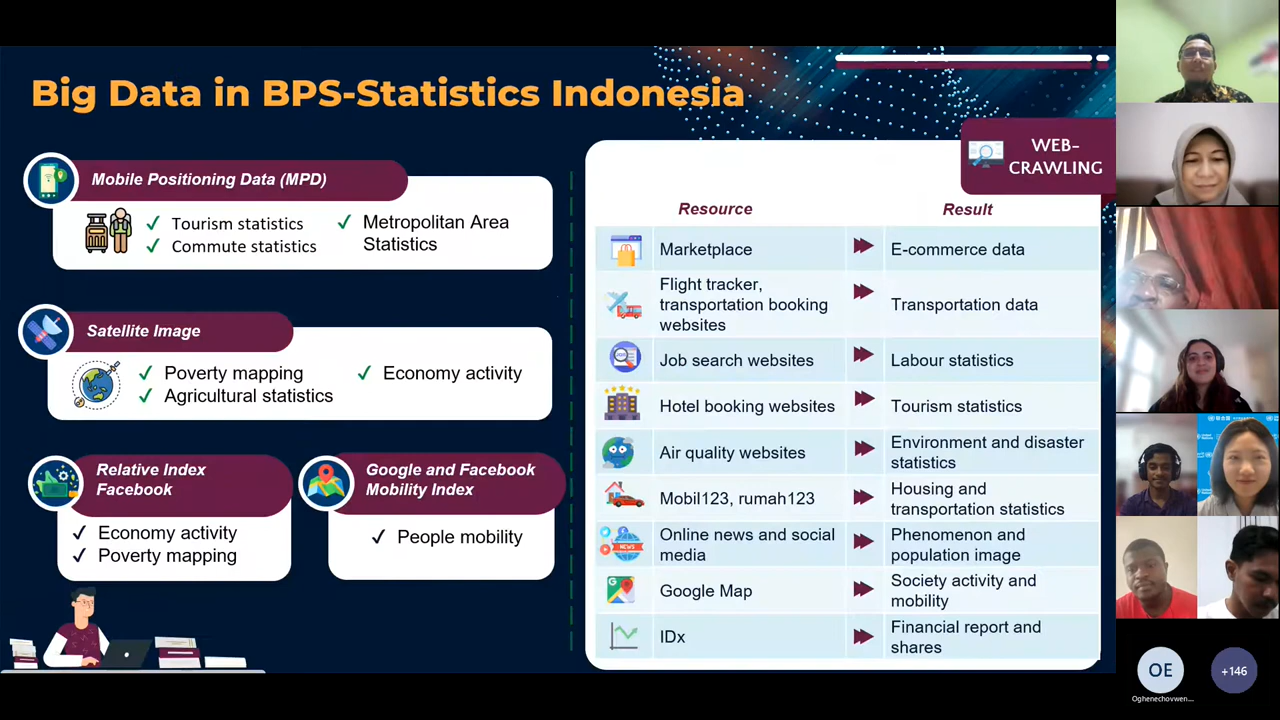 Big Data in BPS-Statistics Indonesia
Mobile Positioning Data (MPD)
✓ Tourism statistics
✓ Commute statistics
✓ Metropolitan Area
Statistics
Satellite Image
✓ Poverty mapping
✓ Agricultural statistics
✓ Economy activity
Relative Index
Facebook
✓ Economy activity
✓ Poverty mapping
Google and Facebook
Mobility Index
✓ People mobility
WEB-
CRAWLING
Resource
Result
Marketplace
E-commerce data
Flight tracker,
transportation booking
websites
Transportation data
JOB
Job search websites
Labour statistics
Hotel booking websites
Tourism statistics
Air quality websites
Environment and disaster
statistics
Mobil123, rumah123
Housing and
transportation statistics
NEWS
Online news and social
media
Phenomenon and
population image
G
Google Map
Society activity and
mobility
IDx
Financial report and
shares
OE
Oghenechovwen...
+146